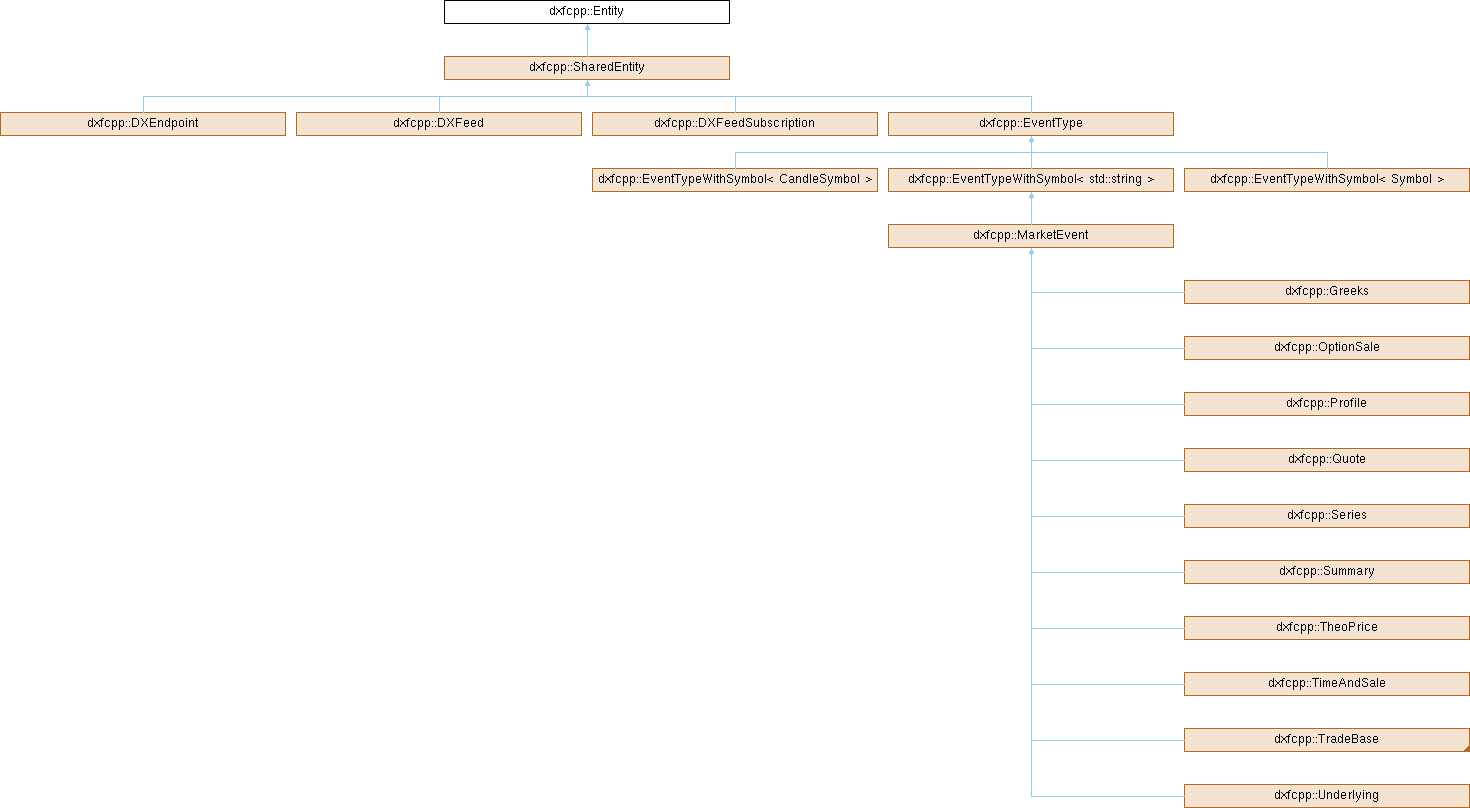 dxfcpp::Entity
dxfcpp::SharedEntity
dxfcpp::DXEndpoint
dxfcpp::DXFeed
dxfcpp::DXFeedSubscription
dxfcpp::EventType
dxfcpp::EventTypeWithSymbol< CandleSymbol >
dxfcpp::EventTypeWithSymbol< std::string >
dxfcpp::EventTypeWithSymbol< Symbol >
dxfcpp::MarketEvent
dxfcpp::Greeks
dxfcpp::OptionSale
dxfcpp::Profile
dxfcpp::Quote
dxfcpp::Series
dxfcpp::Summary
dxfcpp::TheoPrice
dxfcpp::TimeAndSale
dxfcpp::TradeBase
dxfcpp::Underlying